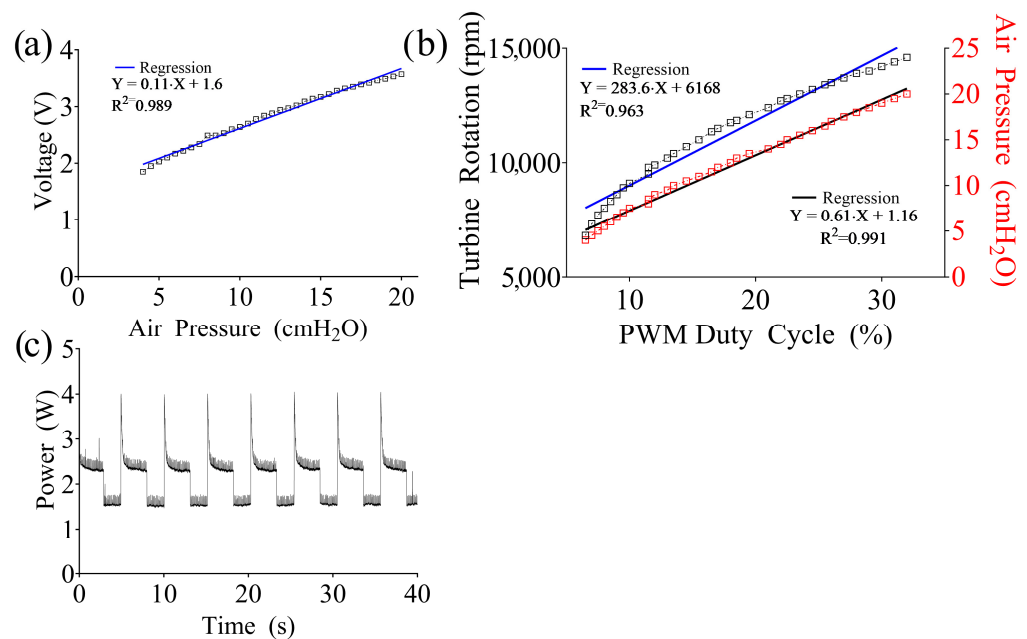 (a)
4
3
2
1
0
Voltage (V)
Regression
Y = 0.11·X + 1.6
R²=0.989
0 5 10 15 20
Air Pressure (cmH₂O)
(b)
15,000
10,000
5,000
Turbine Rotation (rpm)
Regression
Y = 283.6·X + 6168
R²=0.963
Regression
Y = 0.61·X + 1.16
R²=0.991
25
20
15
10
5
0
Air Pressure (cmH₂O)
10 20 30
PWM Duty Cycle (%)
(c)
5
4
3
2
1
0
Power (W)
0 10 20 30 40
Time (s)